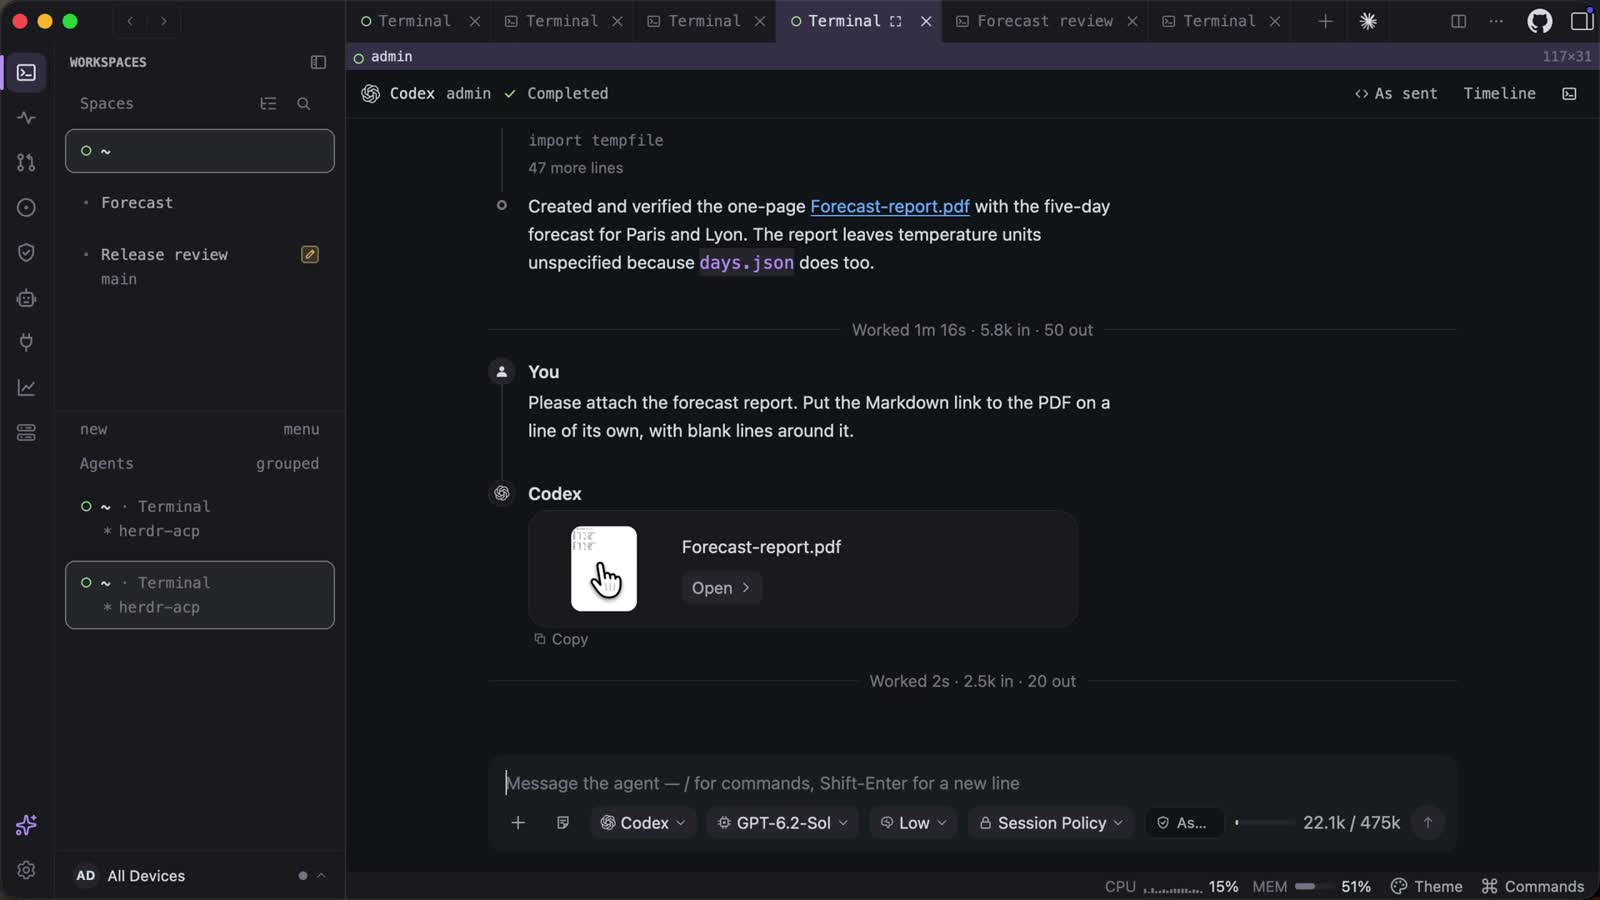 Terminal
Terminal
Terminal
Terminal
Forecast review
Terminal
WORKSPACES
admin
117×31
Spaces
Codex admin ✓ Completed
<> As sent
Timeline
~
Forecast
Release review
main
new
menu
Agents
grouped
~ · Terminal
* herdr-acp
~ · Terminal
* herdr-acp
AD All Devices
import tempfile
47 more lines
Created and verified the one-page Forecast-report.pdf with the five-day
forecast for Paris and Lyon. The report leaves temperature units
unspecified because days.json does too.
Worked 1m 16s · 5.8k in · 50 out
You
Please attach the forecast report. Put the Markdown link to the PDF on a
line of its own, with blank lines around it.
Codex
Forecast-report.pdf
Open >
Copy
Worked 2s · 2.5k in · 20 out
Message the agent — / for commands, Shift-Enter for a new line
Codex
GPT-6.2-Sol
Low
Session Policy
As...
22.1k / 475k
CPU
15%
MEM
51%
Theme
⌘ Commands